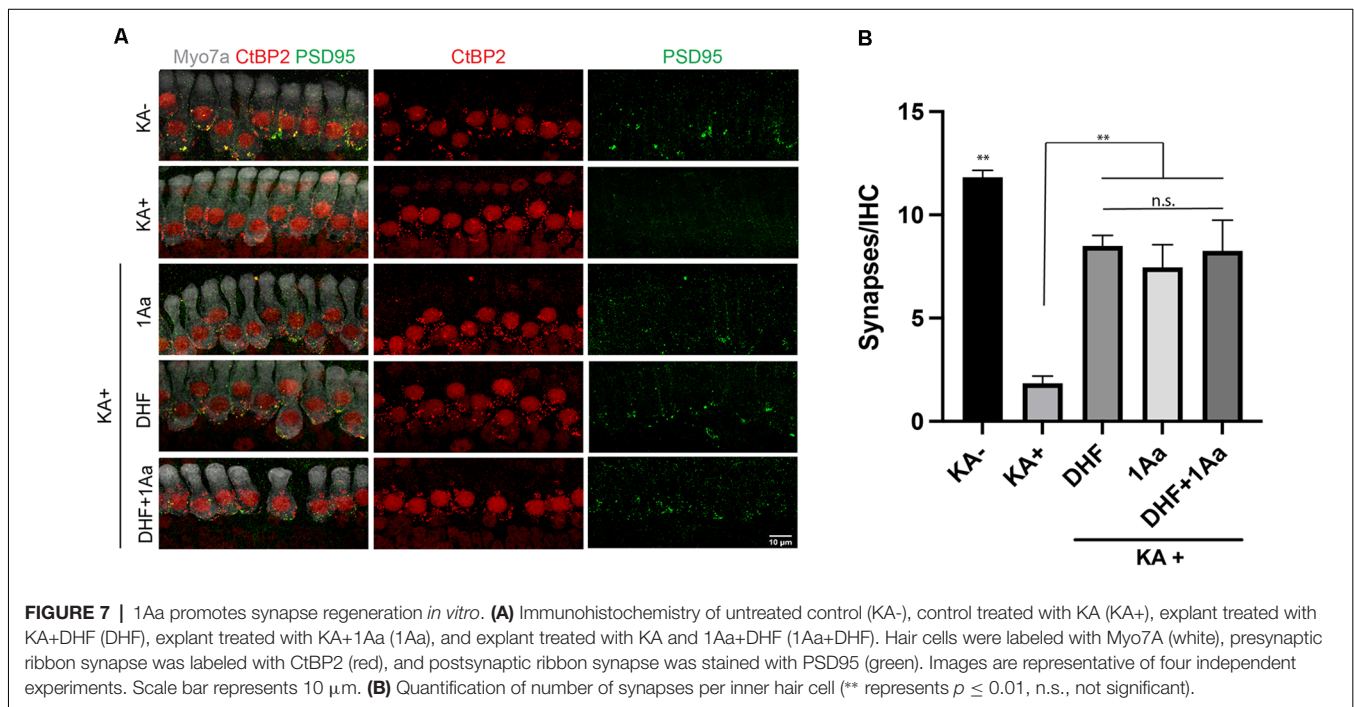 A
Myo7a CtBP2 PSD95
CtBP2
PSD95
KA-
KA+
KA+
1Aa
DHF
DHF+1Aa
10 µm
B
Synapses/IHC
15
10
5
0
**
**
n.s.
KA-
KA+
DHF
1Aa
DHF+1Aa
KA +
FIGURE 7 | 1Aa promotes synapse regeneration in vitro. (A) Immunohistochemistry of untreated control (KA-), control treated with KA (KA+), explant treated with
KA+DHF (DHF), explant treated with KA+1Aa (1Aa), and explant treated with KA and 1Aa+DHF (1Aa+DHF). Hair cells were labeled with Myo7A (white), presynaptic
ribbon synapse was labeled with CtBP2 (red), and postsynaptic ribbon synapse was stained with PSD95 (green). Images are representative of four independent
experiments. Scale bar represents 10 µm. (B) Quantification of number of synapses per inner hair cell (** represents p ≤ 0.01, n.s., not significant).